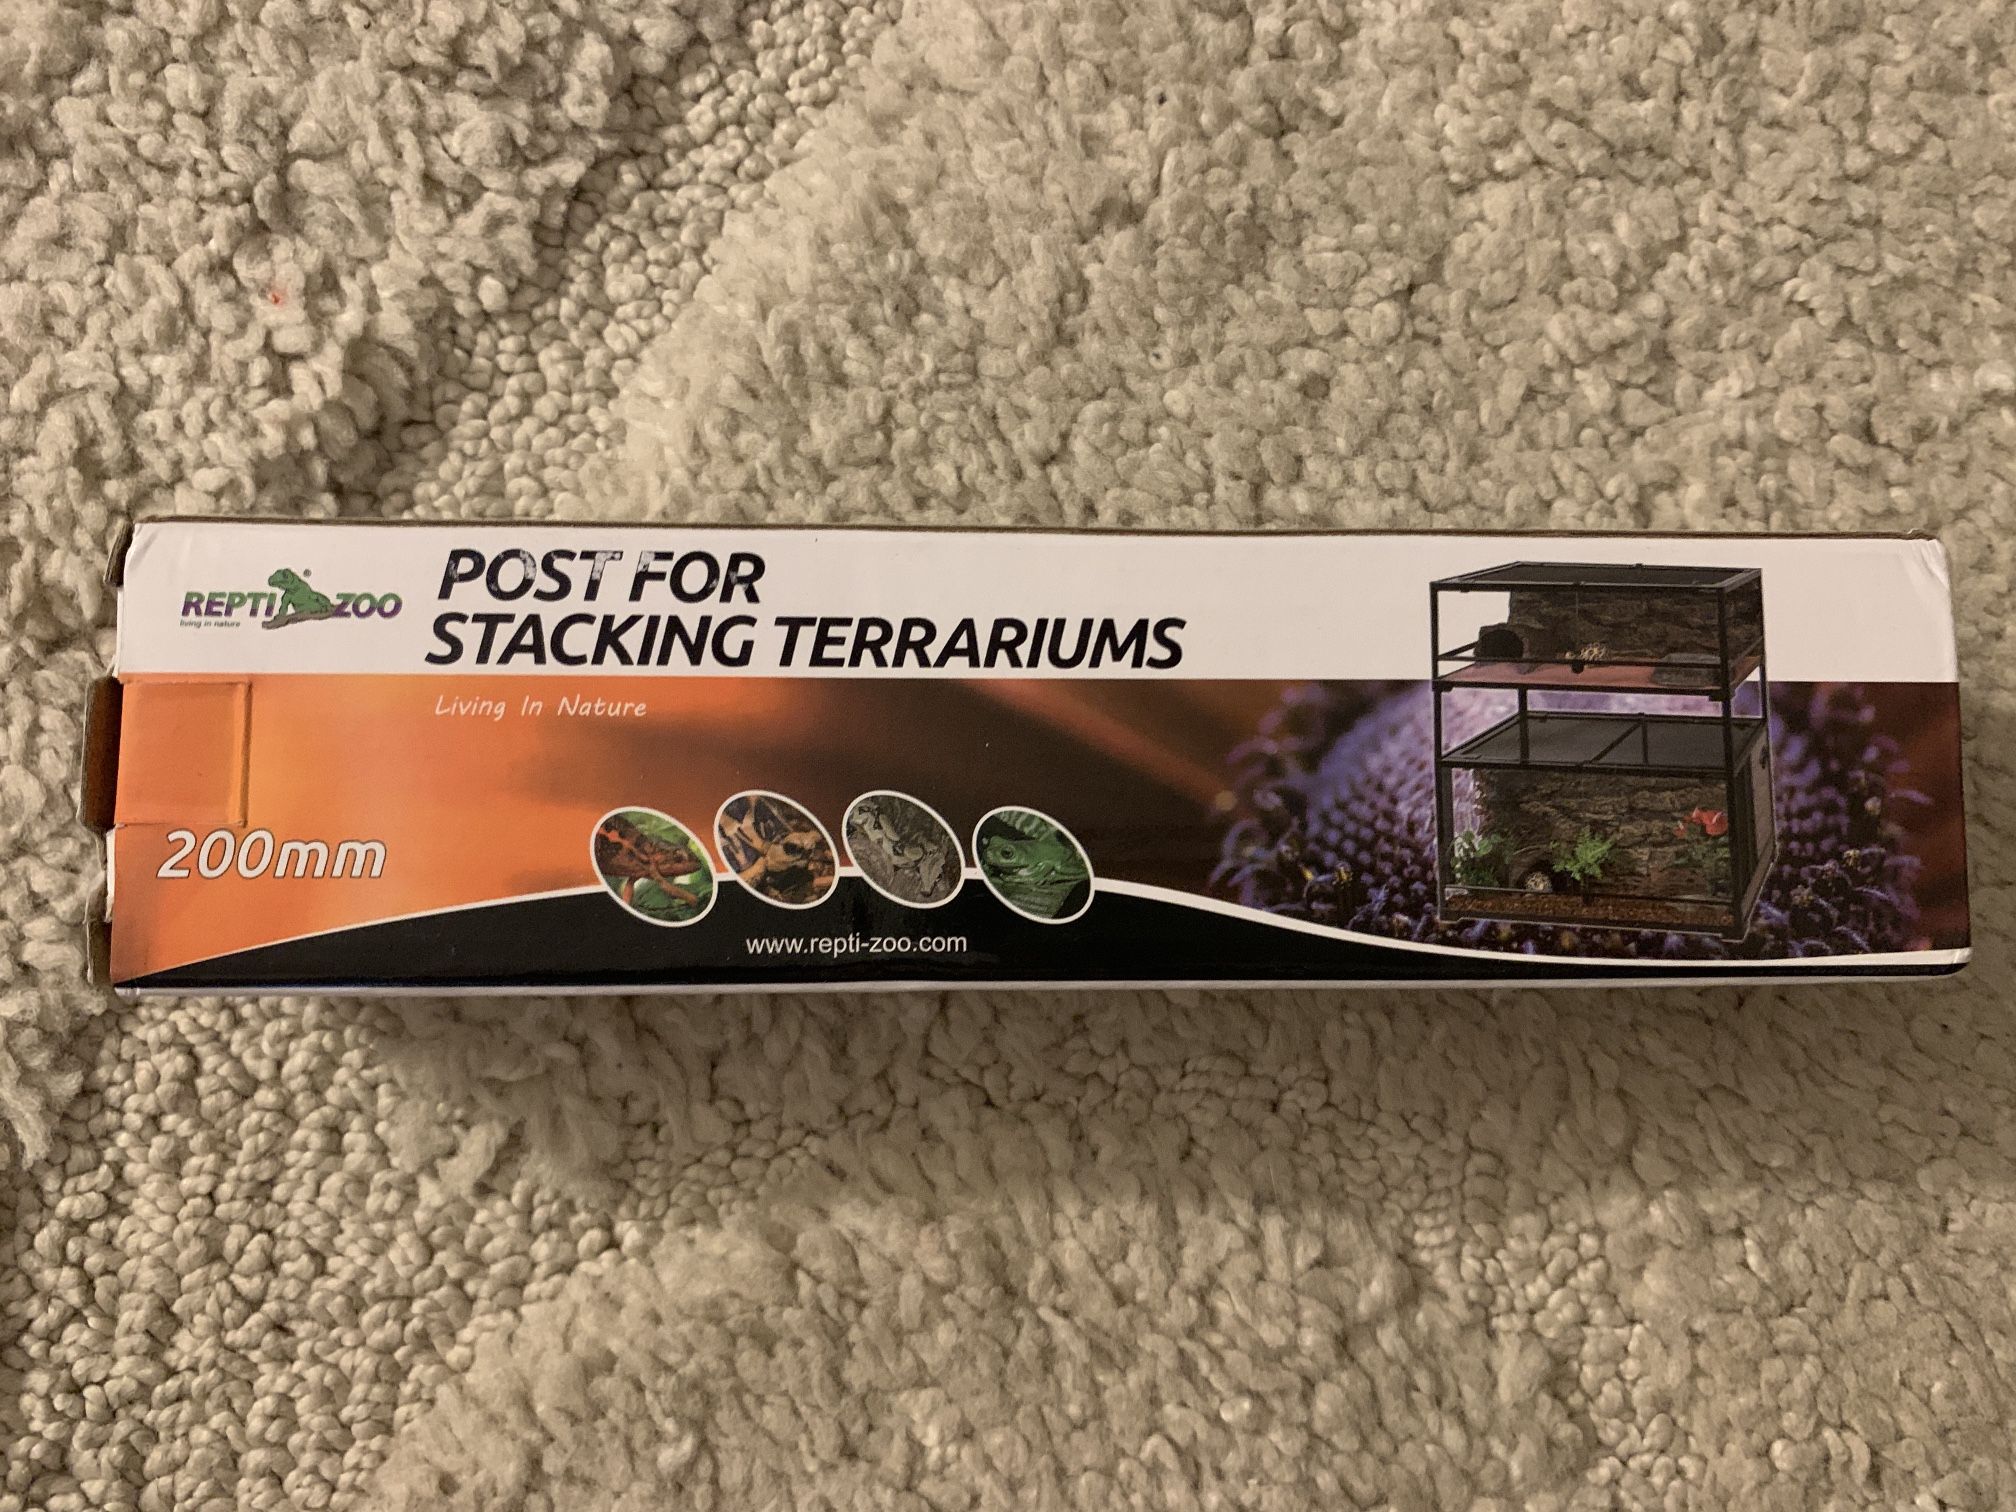 REPTI ZOO
living in nature
POST FOR
STACKING TERRARIUMS
Living In Nature
200mm
www.repti-zoo.com